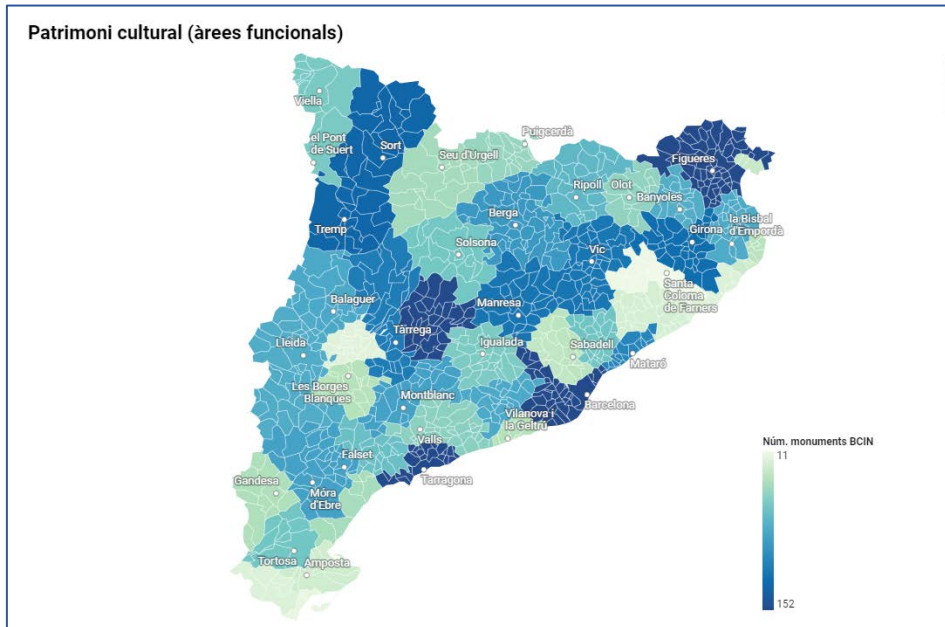 Patrimoni cultural (àrees funcionals)
Viella
el Pont
de Suert
Sort
Seu d'Urgell
Puigcerdà
Figueres
Ripoll
Olot
Banyoles
Berga
la Bisbal
d'Empordà
Tremp
Girona
Solsona
Vic
Santa
Coloma
de Farners
Balaguer
Manresa
Tàrrega
Lleida
Igualada
Sabadell
Mataró
Les Borges
Blanques
Montblanc
Barcelona
Vilanova i
la Geltrú
Valls
Falset
Tarragona
Gandesa
Móra
d'Ebre
Tortosa
Amposta
Núm. monuments BCIN
11
152